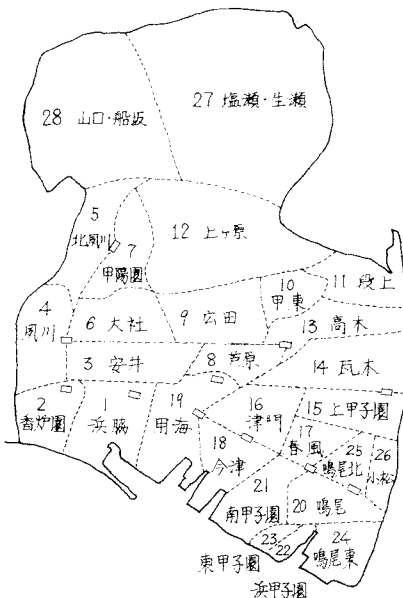 27 塩瀬・生瀬
28 山口・船坂
5
北夙川
7
甲陽園
12 上ヶ原
10
甲東
11 段上
4
夙川
6 大社
9 広田
13 高木
3 安井
8 芦原
14 瓦木
2
香炉園
1
浜脇
19
用海
16
津門
15 上甲子園
17
春風
25
鳴尾北
26
小松
18
今津
21
南甲子園
20 鳴尾
23
22
24
鳴尾東
東甲子園
浜甲子園